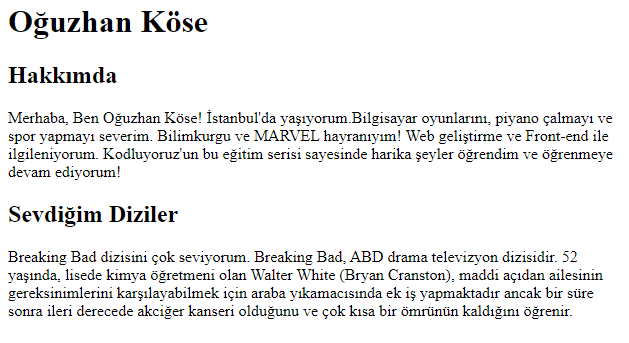 Oğuzhan Köse
Hakkımda
Merhaba, Ben Oğuzhan Köse! İstanbul'da yaşıyorum.Bilgisayar oyunlarını, piyano çalmayı ve
spor yapmayı severim. Bilimkurgu ve MARVEL hayranıyım! Web geliştirme ve Front-end ile
ilgileniyorum. Kodluyoruz'un bu eğitim serisi sayesinde harika şeyler öğrendim ve öğrenmeye
devam ediyorum!
Sevdiğim Diziler
Breaking Bad dizisini çok seviyorum. Breaking Bad, ABD drama televizyon dizisidir. 52
yaşında, lisede kimya öğretmeni olan Walter White (Bryan Cranston), maddi açıdan ailesinin
gereksinimlerini karşılayabilmek için araba yıkamacısında ek iş yapmaktadır ancak bir süre
sonra ileri derecede akciğer kanseri olduğunu ve çok kısa bir ömrünün kaldığını öğrenir.